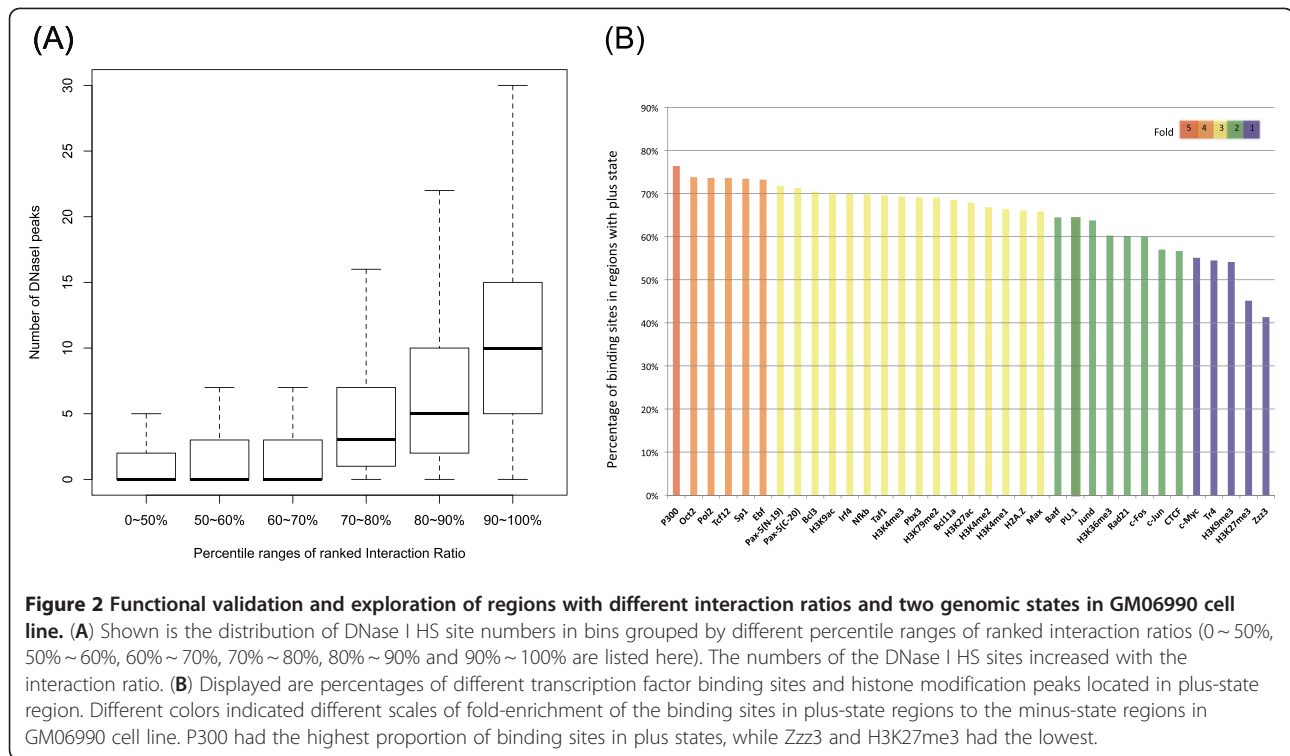 (A)
30
25
20
15
10
5
0
Number of DNaseI peaks
0~50% 50~60% 60~70% 70~80% 80~90% 90~100%
Percentile ranges of ranked Interaction Ratio
(B)
90%
80%
70%
60%
50%
40%
30%
20%
10%
0%
Percentage of binding sites in regions with plus state
Fold 5 4 3 2 1
P300
Oct2
Pol2
Tcf12
Sp1
Ebf
Pax-5(N-19)
Pax-5(C-20)
Bcl3
H3K9ac
Irf4
Nfkb
Taf1
H3K4me3
Pbx3
H3K79me2
Bcl11a
H3K27ac
H3K4me2
H3K4me1
H2A.Z
Max
Batf
PU.1
Jund
H3K36me3
Rad21
c-Fos
c-Jun
CTCF
c-Myc
Tr4
H3K9me3
H3K27me3
Zzz3
Figure 2 Functional validation and exploration of regions with different interaction ratios and two genomic states in GM06990 cell
line. (A) Shown is the distribution of DNase I HS site numbers in bins grouped by different percentile ranges of ranked interaction ratios (0 ~ 50%,
50% ~ 60%, 60% ~ 70%, 70% ~ 80%, 80% ~ 90% and 90% ~ 100% are listed here). The numbers of the DNase I HS sites increased with the
interaction ratio. (B) Displayed are percentages of different transcription factor binding sites and histone modification peaks located in plus-state
region. Different colors indicated different scales of fold-enrichment of the binding sites in plus-state regions to the minus-state regions in
GM06990 cell line. P300 had the highest proportion of binding sites in plus states, while Zzz3 and H3K27me3 had the lowest.